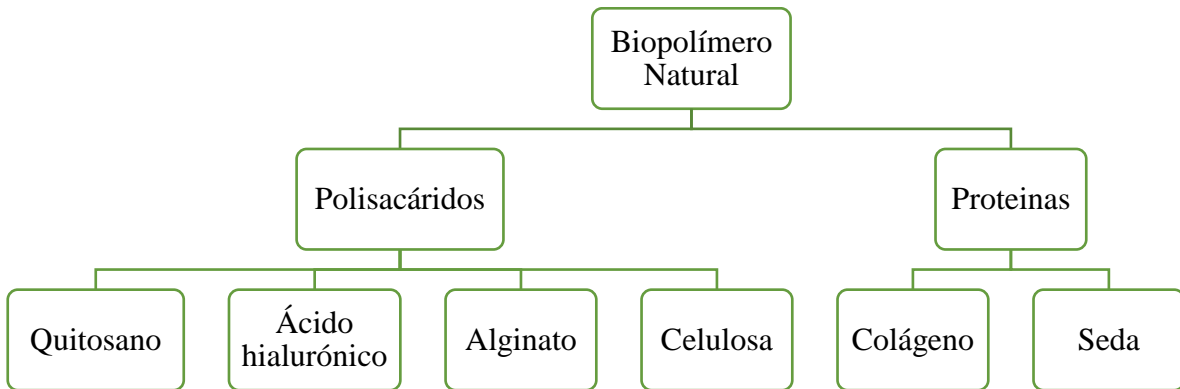 Biopolímero
Natural
Polisacáridos
Proteinas
Quitosano
Ácido
hialurónico
Alginato
Celulosa
Colágeno
Seda